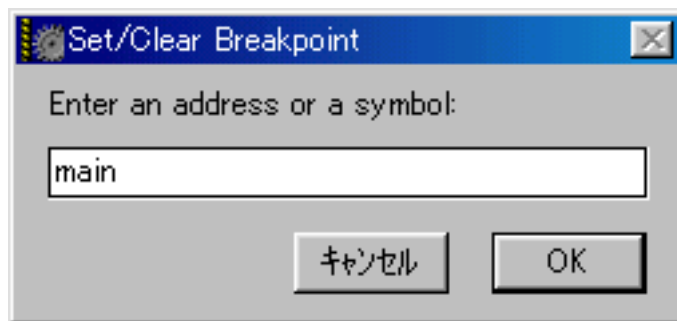 Set/Clear Breakpoint
Enter an address or a symbol:
main
キャンセル OK